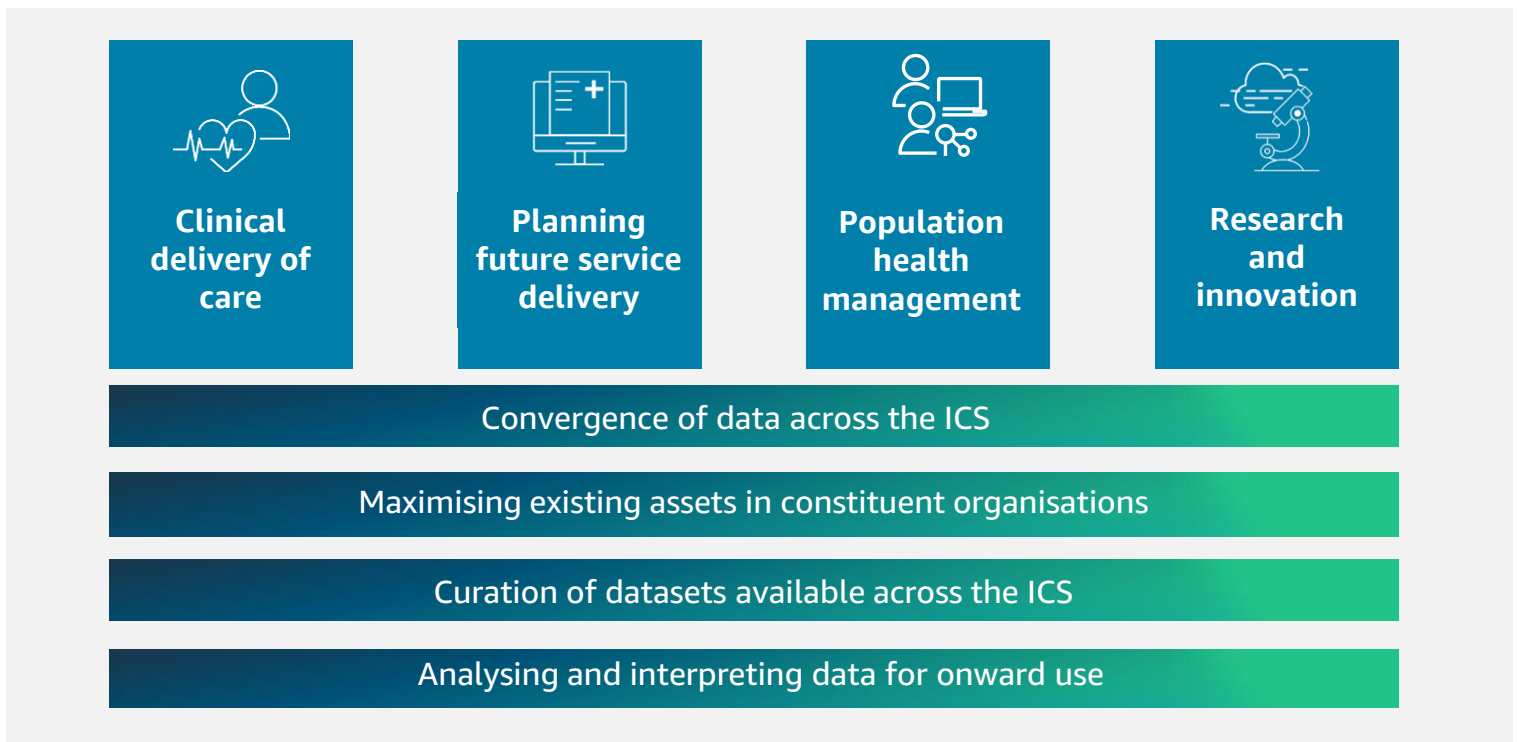 Clinical
delivery of
care
Planning
future service
delivery
Population
health
management
Research
and
innovation
Convergence of data across the ICS
Maximising existing assets in constituent organisations
Curation of datasets available across the ICS
Analysing and interpreting data for onward use